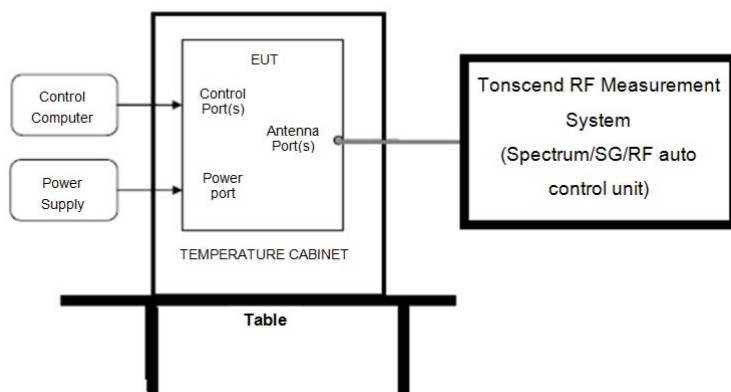 EUT
Control
Computer
Control
Port(s)
Antenna
Port(s)
Power
Supply
Power
port
TEMPERATURE CABINET
Table
Tonscend RF Measurement
System
(Spectrum/SG/RF auto
control unit)